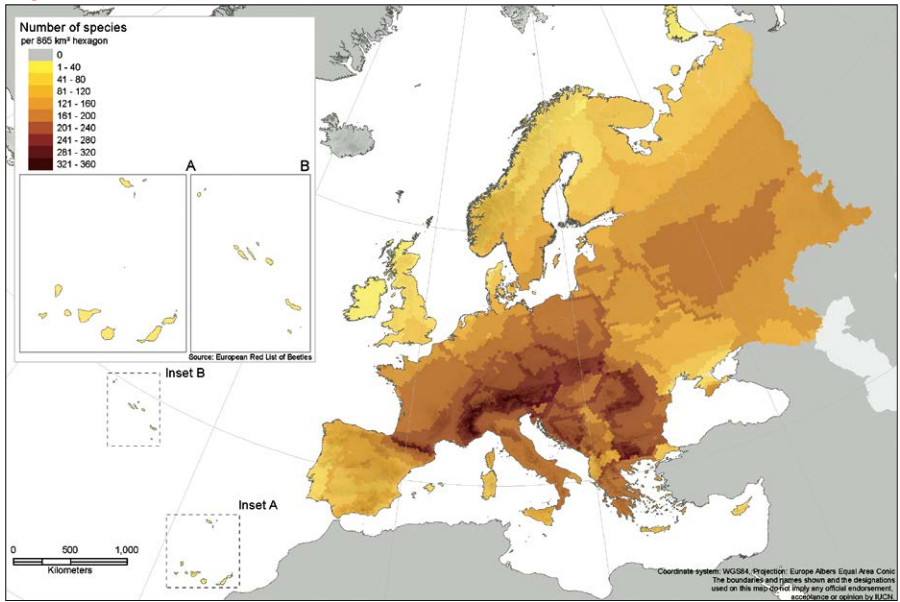 Number of species
per 865 km² hexagon
0
1 - 40
41 - 80
81 - 120
121 - 160
161 - 200
201 - 240
241 - 280
281 - 320
321 - 360
A
B
Source: European Red List of Beetles
Inset B
Inset A
0 500 1,000
Kilometers
Coordinate system: WGS84, Projection: Europe Albers Equal Area Conic
The boundaries and names shown and the designations
used on this map do not imply any official endorsement,
acceptance or opinion by IUCN.